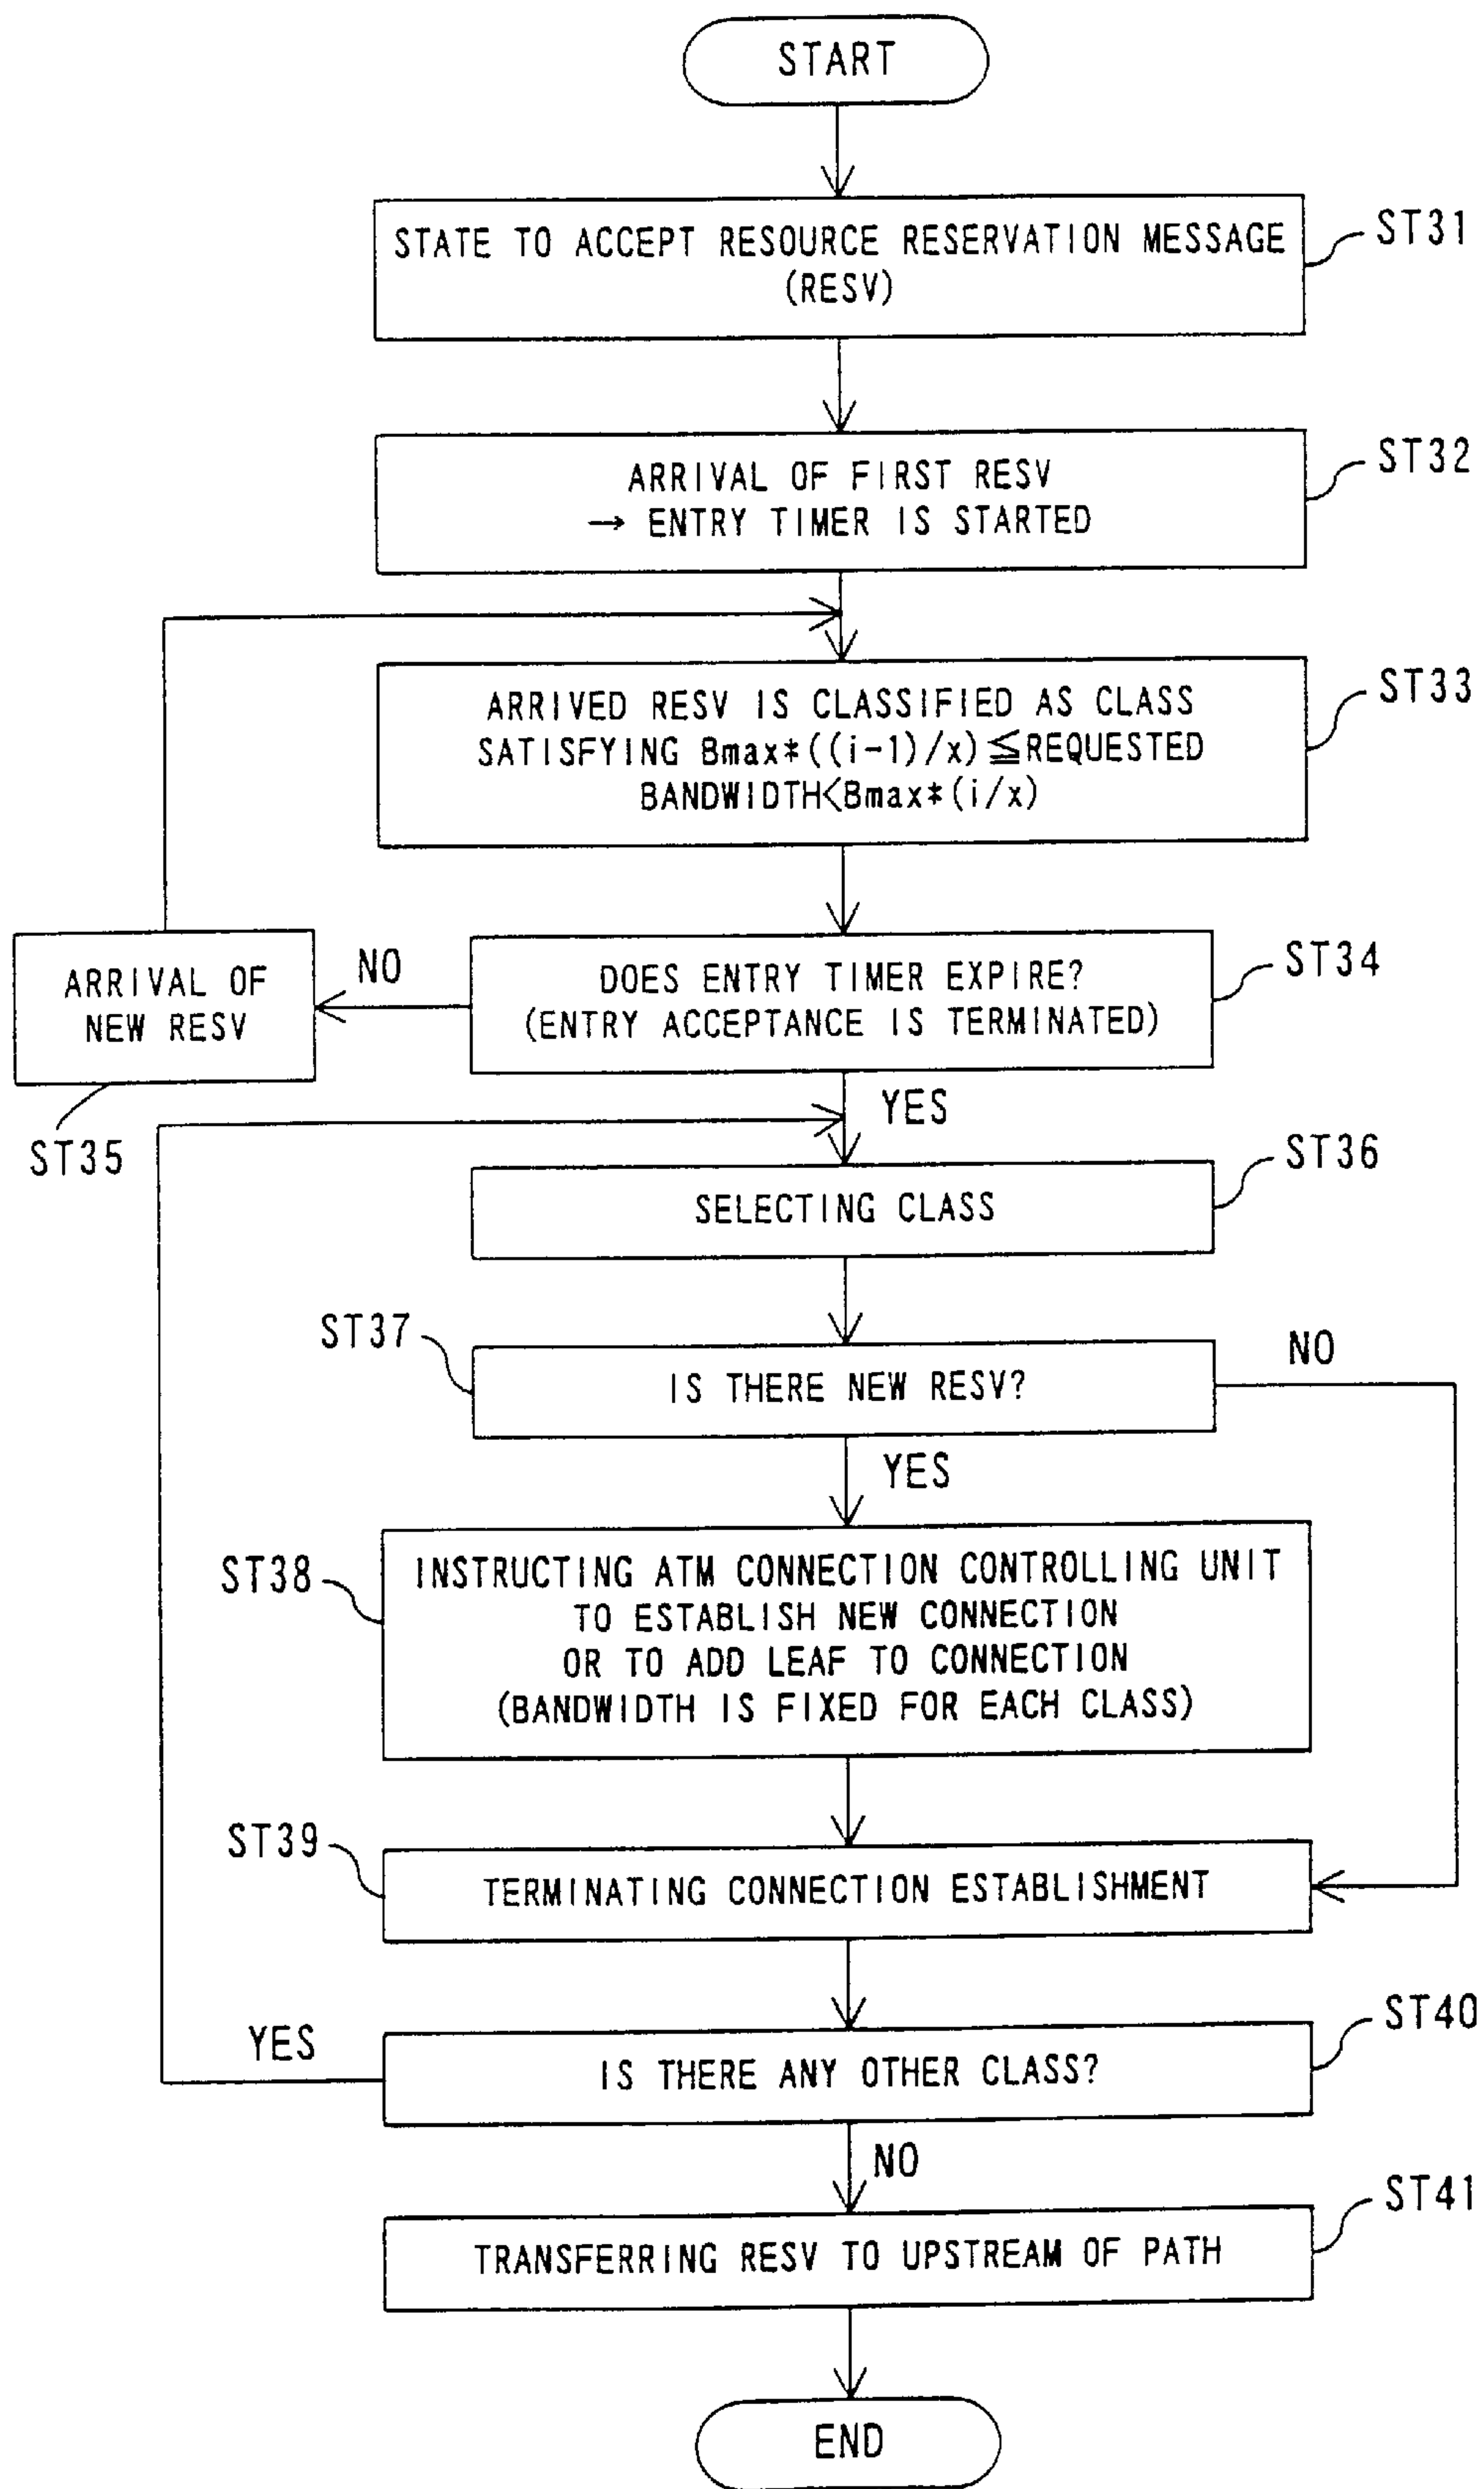 START
STATE TO ACCEPT RESOURCE RESERVATION MESSAGE
(RESV)
ST31
ARRIVAL OF FIRST RESV
→ ENTRY TIMER IS STARTED
ST32
ARRIVED RESV IS CLASSIFIED AS CLASS
SATISFYING Bmax*((i-1)/x)≦REQUESTED
BANDWIDTH<Bmax*(i/x)
ST33
ARRIVAL OF
NEW RESV
ST35
NO
DOES ENTRY TIMER EXPIRE?
(ENTRY ACCEPTANCE IS TERMINATED)
ST34
YES
SELECTING CLASS
ST36
ST37
IS THERE NEW RESV?
NO
YES
ST38
INSTRUCTING ATM CONNECTION CONTROLLING UNIT
TO ESTABLISH NEW CONNECTION
OR TO ADD LEAF TO CONNECTION
(BANDWIDTH IS FIXED FOR EACH CLASS)
ST39
TERMINATING CONNECTION ESTABLISHMENT
YES
IS THERE ANY OTHER CLASS?
ST40
NO
TRANSFERRING RESV TO UPSTREAM OF PATH
ST41
END